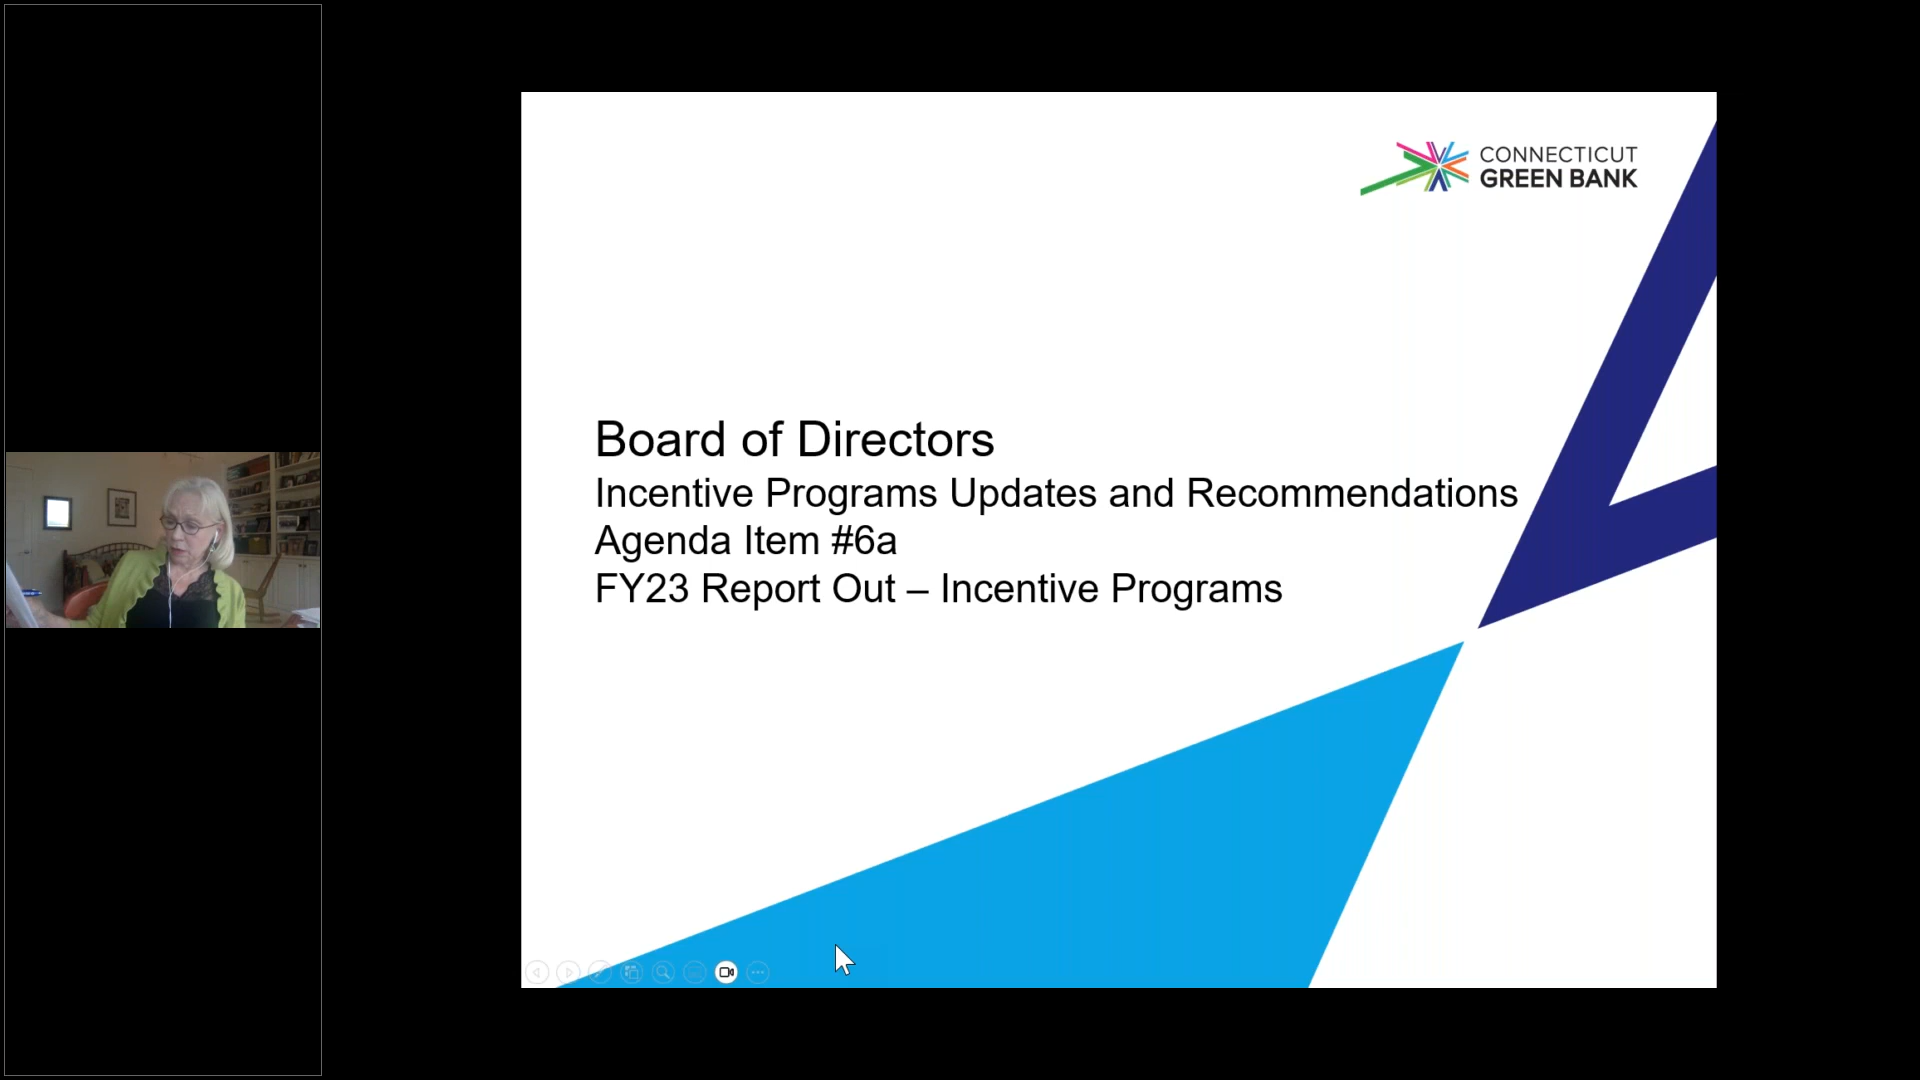 CONNECTICUT
GREEN BANK
Board of Directors
Incentive Programs Updates and Recommendations
Agenda Item #6a
FY23 Report Out – Incentive Programs